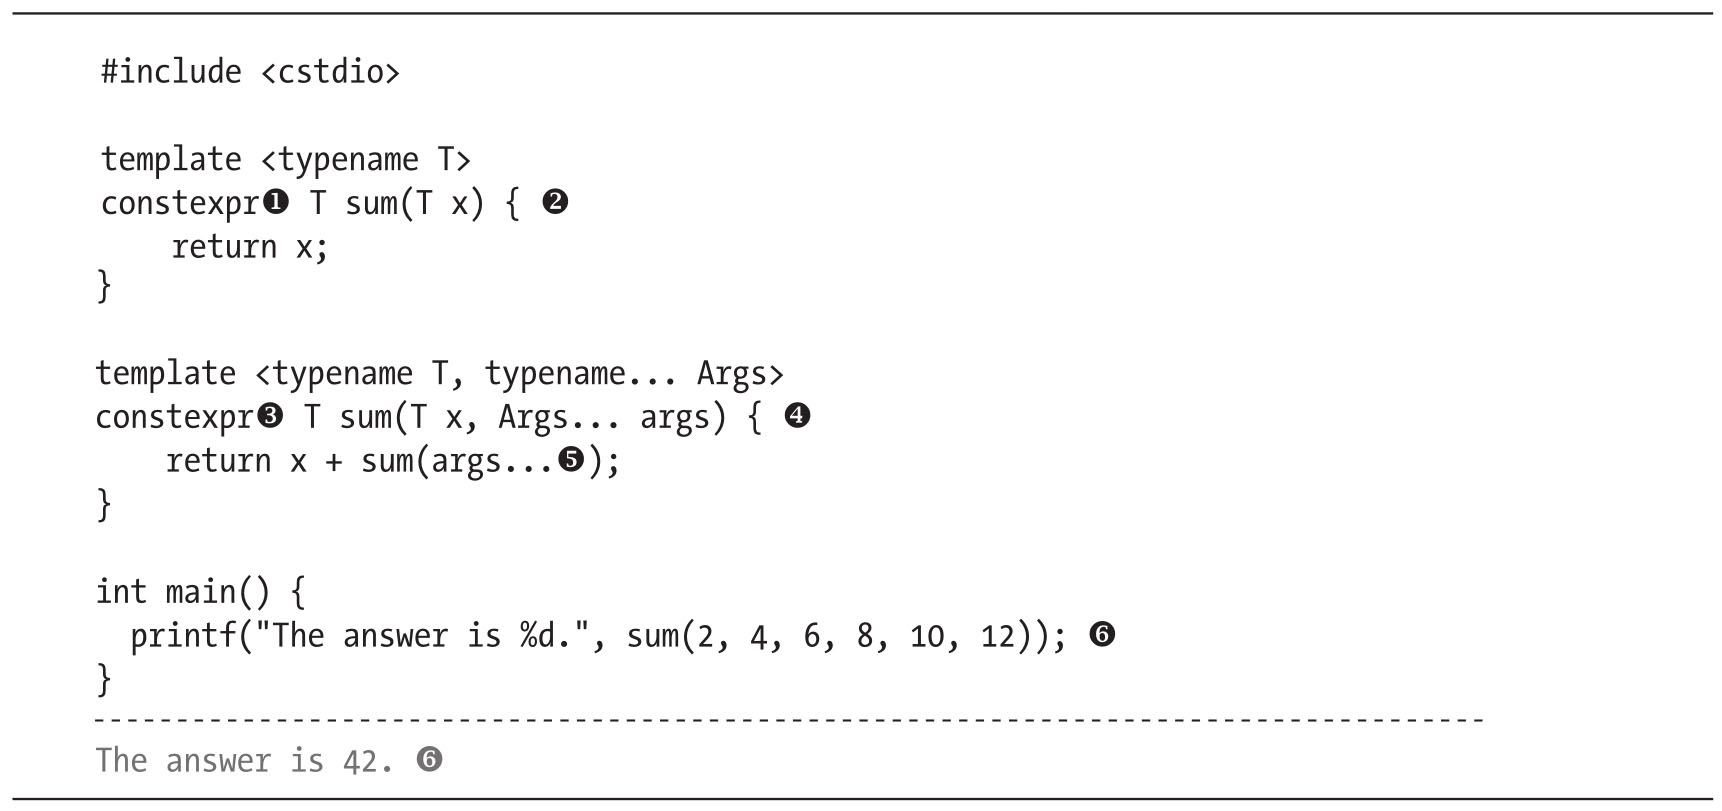 #include <cstdio>
template <typename T>
constexpr❶ T sum(T x) { ❷
return x;
}
template <typename T, typename... Args>
constexpr❸ T sum(T x, Args... args) { ❹
return x + sum(args...❺);
}
int main() {
printf("The answer is %d.", sum(2, 4, 6, 8, 10, 12)); ❻
}
The answer is 42. ❻